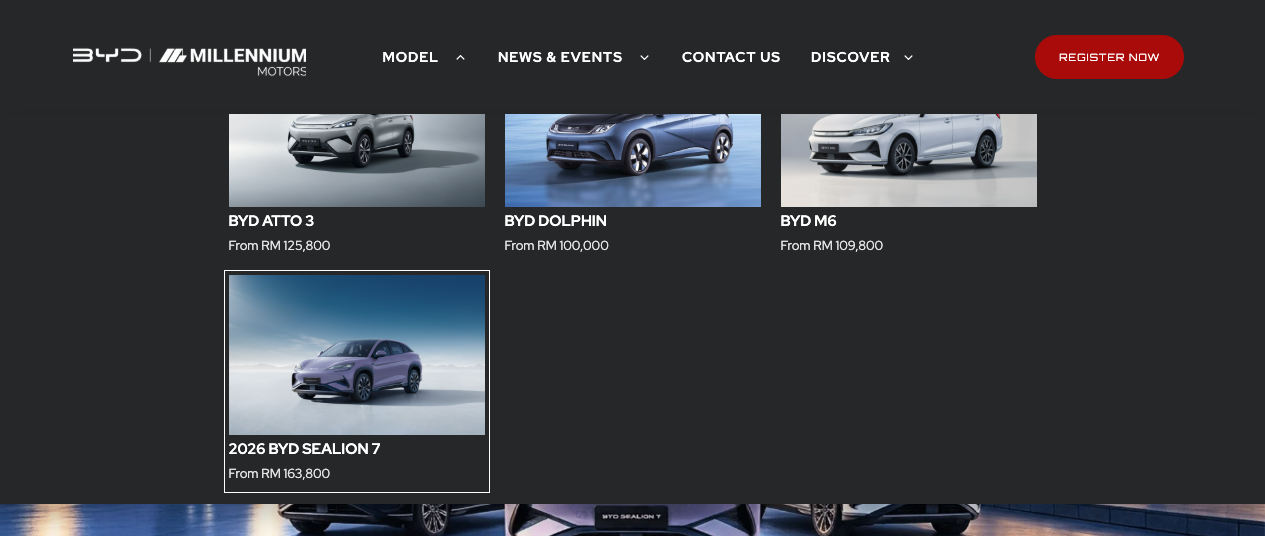 BYD | MILLENNIUM
MOTORS
MODEL
NEWS & EVENTS
CONTACT US
DISCOVER
REGISTER NOW
BYD ATTO 3
From RM 125,800
BYD DOLPHIN
From RM 100,000
BYD M6
From RM 109,800
2026 BYD SEALION 7
From RM 163,800
BYD SEALION 7